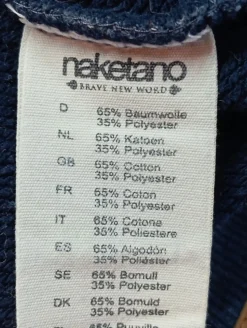 naketano
BRAVE NEW WORD
D 65% Baumwolle
35% Polyester
NL 65% Katoen
35% Polyester
GB 65% Cotton
35% Polyester
FR 65% Coton
35% Polyester
IT 65% Cotone
35% Poliestere
ES 65% Algodón
35% Poliéster
SE 65% Bomull
35% Polyester
DK 65% Bomuld
35% Polyester
65% Puuvilla